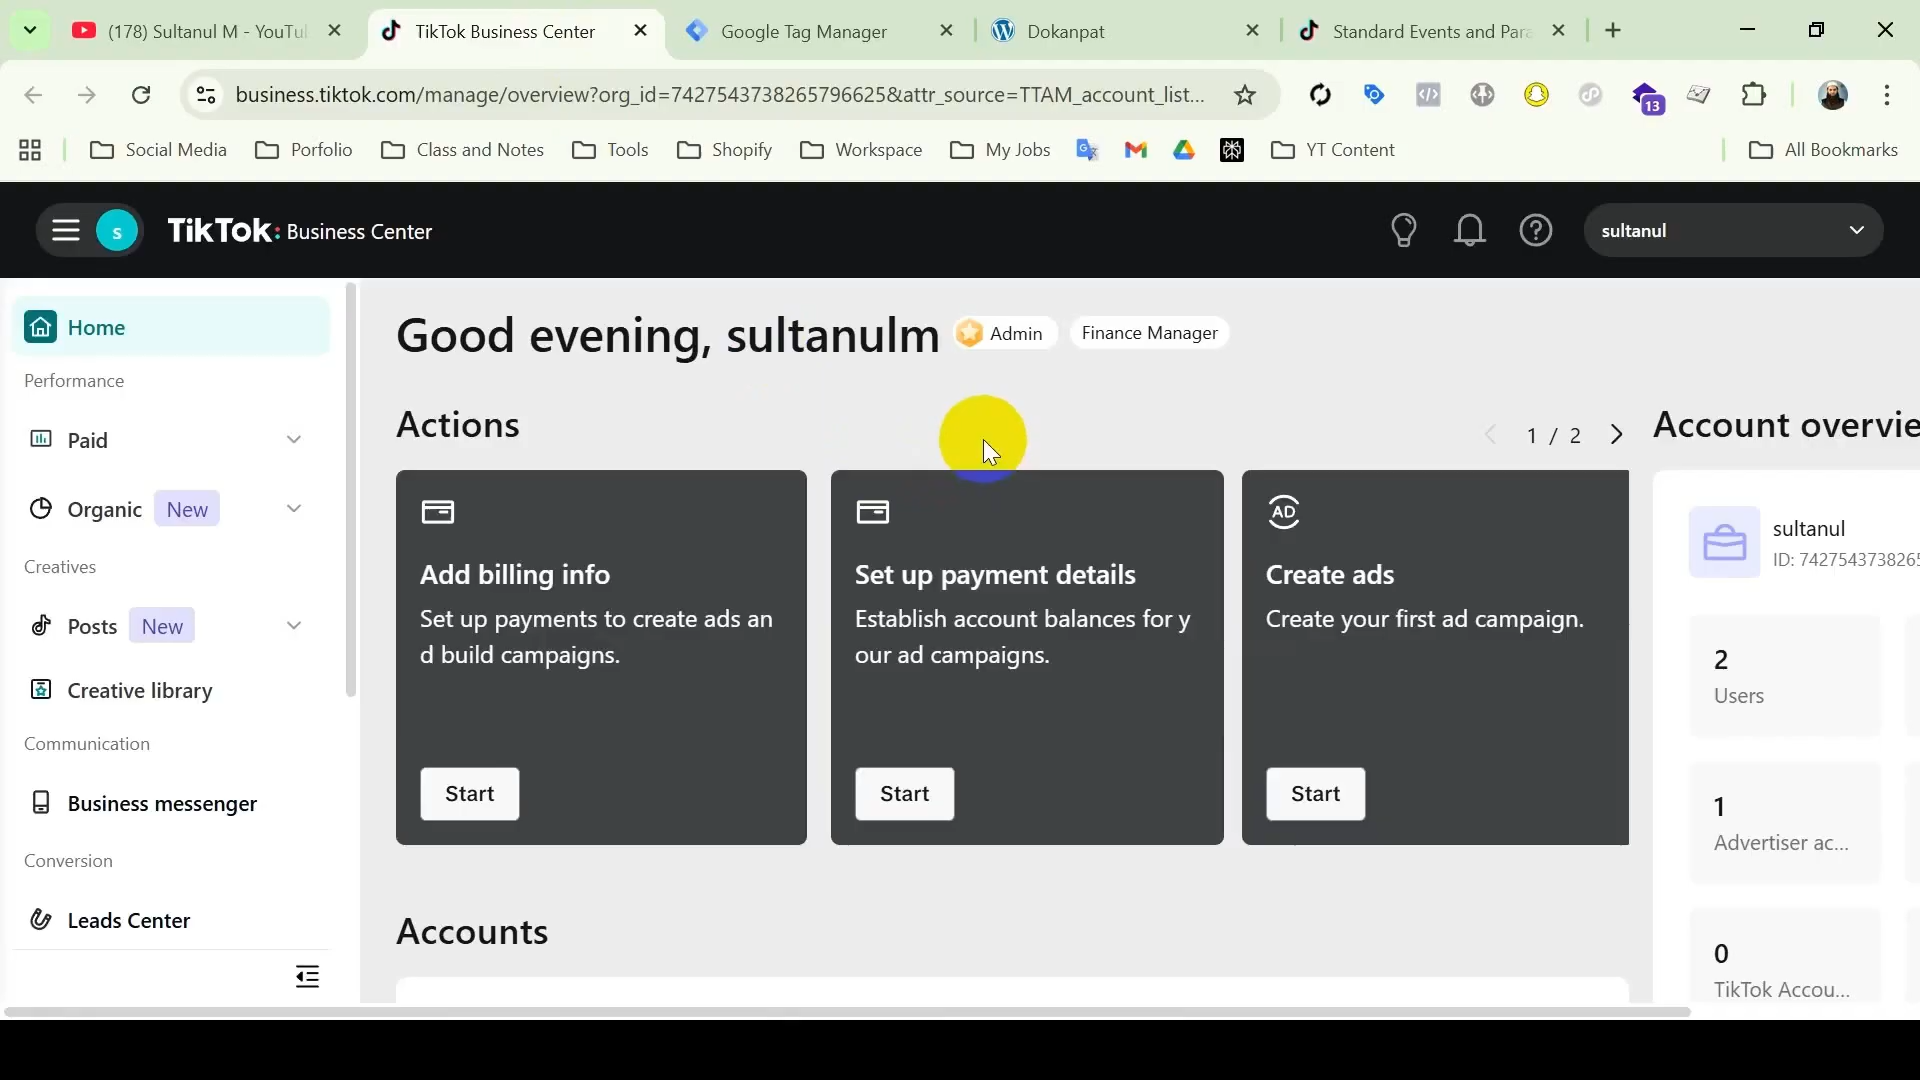 (178) Sultanul M - YouTu
TikTok Business Center
Google Tag Manager
Dokanpat
Standard Events and Para
business.tiktok.com/manage/overview?org_id=7427543738265796625&attr_source=TTAM_account_list...
13
Social Media
Porfolio
Class and Notes
Tools
Shopify
Workspace
My Jobs
YT Content
All Bookmarks
s
TikTok: Business Center
sultanul
Home
Performance
Paid
Organic New
Creatives
Posts New
Creative library
Communication
Business messenger
Conversion
Leads Center
Good evening, sultanulm
Admin
Finance Manager
Actions
1 / 2
Add billing info
Set up payments to create ads an
d build campaigns.
Start
Set up payment details
Establish account balances for y
our ad campaigns.
Start
AD
Create ads
Create your first ad campaign.
Start
Accounts
Account overvie
sultanul
ID: 742754373826
2
Users
1
Advertiser ac...
0
TikTok Accou...